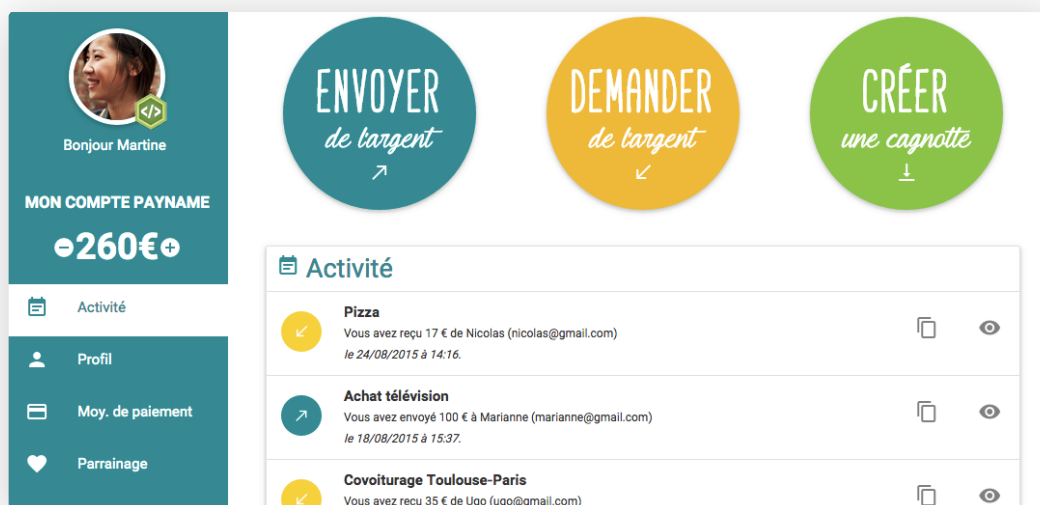 ENVOYER
de l'argent
DEMANDER
de l'argent
CRÉER
une cagnotte
</>
Bonjour Martine
MON COMPTE PAYNAME
260€
Activité
Profil
Moy. de paiement
Parrainage
Activité
Pizza
Vous avez reçu 17 € de Nicolas (nicolas@gmail.com)
le 24/08/2015 à 14:16.
Achat télévision
Vous avez envoyé 100 € à Marianne (marianne@gmail.com)
le 18/08/2015 à 15:37.
Covoiturage Toulouse-Paris
Vous avez reçu 35 € de Ugo (ugo@gmail.com)